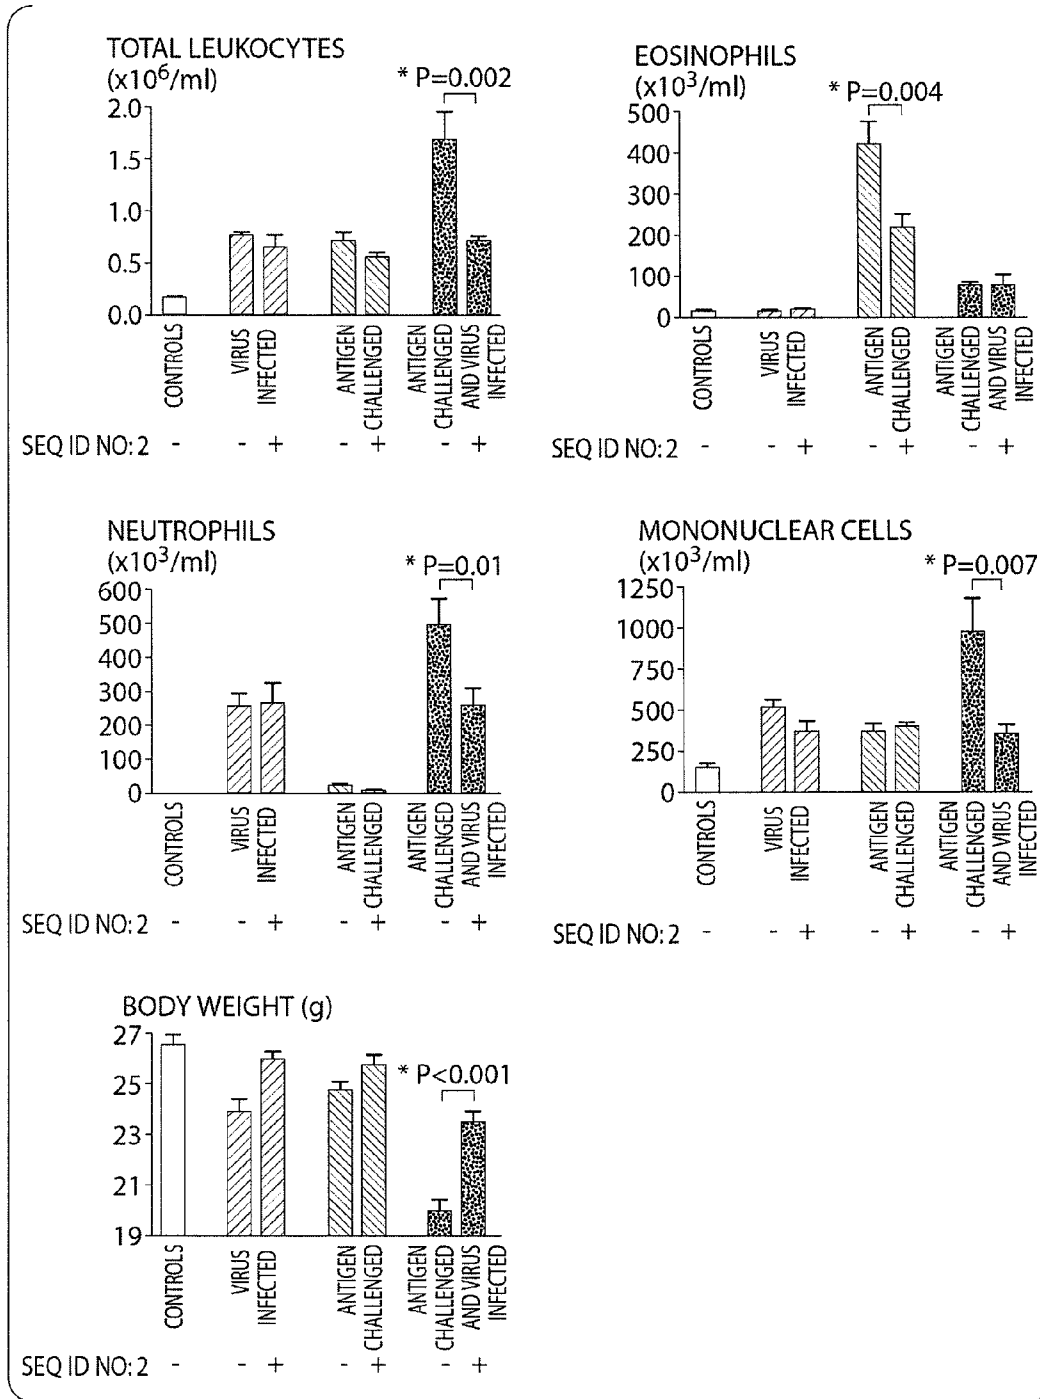 TOTAL LEUKOCYTES
(x10⁶/ml)
* P=0.002
2.0
1.5
1.0
0.5
0.0
CONTROLS
VIRUS
INFECTED
ANTIGEN
CHALLENGED
ANTIGEN
CHALLENGED
AND VIRUS
INFECTED
SEQ ID NO: 2 - - + - + - +
EOSINOPHILS
(x10³/ml)
* P=0.004
500
400
300
200
100
0
CONTROLS
VIRUS
INFECTED
ANTIGEN
CHALLENGED
ANTIGEN
CHALLENGED
AND VIRUS
INFECTED
SEQ ID NO: 2 - - + - + - +
NEUTROPHILS
(x10³/ml)
* P=0.01
600
500
400
300
200
100
0
CONTROLS
VIRUS
INFECTED
ANTIGEN
CHALLENGED
ANTIGEN
CHALLENGED
AND VIRUS
INFECTED
SEQ ID NO: 2 - - + - + - +
MONONUCLEAR CELLS
(x10³/ml)
* P=0.007
1250
1000
750
500
250
0
CONTROLS
VIRUS
INFECTED
ANTIGEN
CHALLENGED
ANTIGEN
CHALLENGED
AND VIRUS
INFECTED
SEQ ID NO: 2 - - + - + - +
BODY WEIGHT (g)
* P<0.001
27
25
23
21
19
CONTROLS
VIRUS
INFECTED
ANTIGEN
CHALLENGED
ANTIGEN
CHALLENGED
AND VIRUS
INFECTED
SEQ ID NO: 2 - - + - + - +